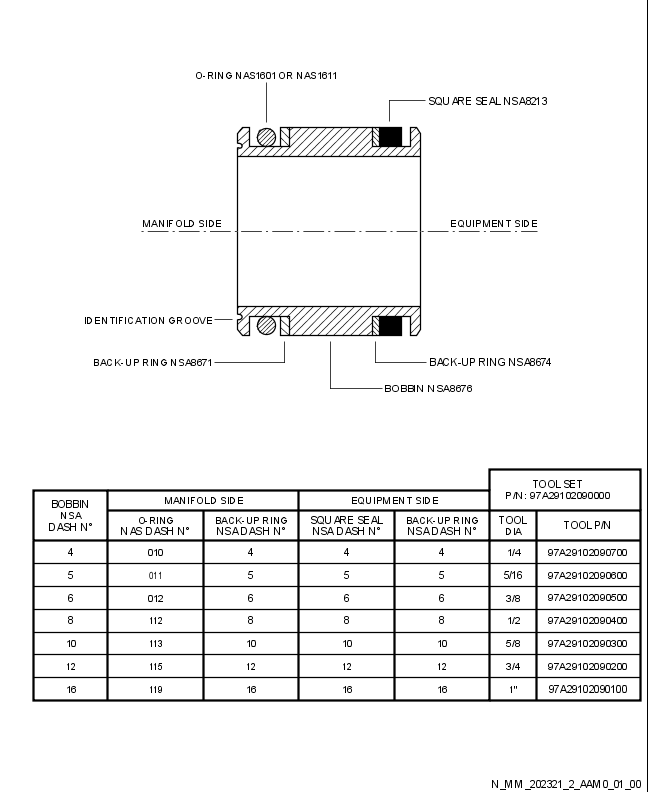 O-RING NAS1601 OR NAS1611
SQUARE SEAL NSA8213
MANIFOLD SIDE
EQUIPMENT SIDE
IDENTIFICATION GROOVE
BACK-UP RING NSA8671
BACK-UP RING NSA8674
BOBBIN NSA8676
TOOL SET
P/N: 97A29102090000
BOBBIN
NSA
DASH N°
MANIFOLD SIDE
EQUIPMENT SIDE
O-RING
NAS DASH N°
BACK-UP RING
NSA DASH N°
SQUARE SEAL
NSA DASH N°
BACK-UP RING
NSA DASH N°
TOOL
DIA
TOOL P/N
4 010 4 4 4 1/4 97A29102090700
5 011 5 5 5 5/16 97A29102090600
6 012 6 6 6 3/8 97A29102090500
8 112 8 8 8 1/2 97A29102090400
10 113 10 10 10 5/8 97A29102090300
12 115 12 12 12 3/4 97A29102090200
16 119 16 16 16 1" 97A29102090100
N_MM_202321_2_AAM0_01_00